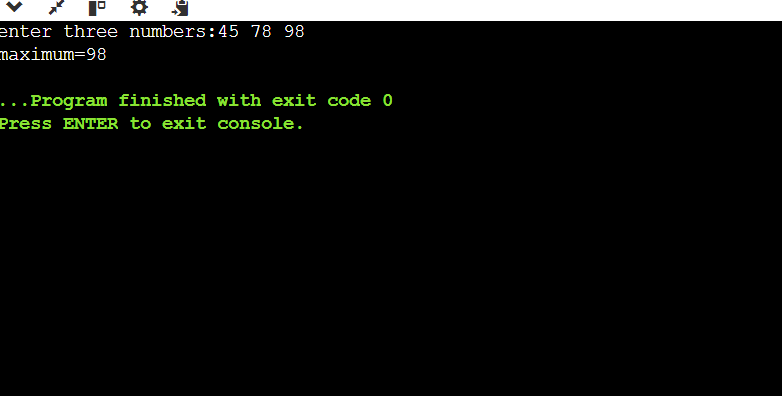 enter three numbers:45 78 98
maximum=98
...Program finished with exit code 0
Press ENTER to exit console.